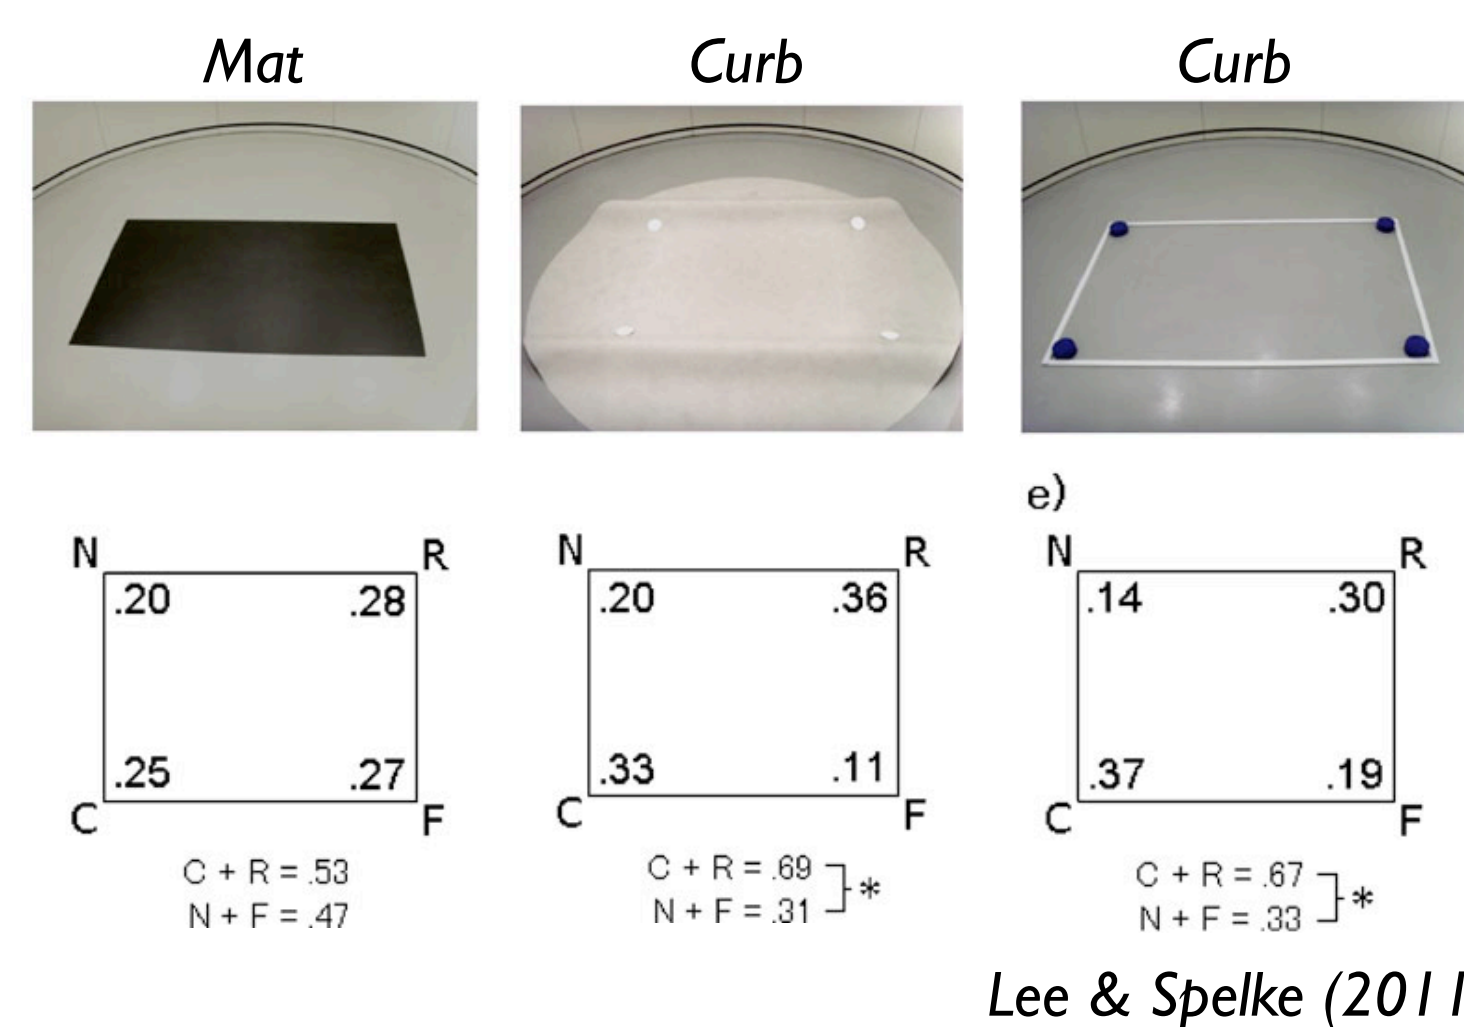 Mat
Curb
Curb
e)
N R
.20 .28
.25 .27
C F
C + R = .53
N + F = .47
N R
.20 .36
.33 .11
C F
C + R = .69
N + F = .31
*
N R
.14 .30
.37 .19
C F
C + R = .67
N + F = .33
*
Lee & Spelke (2011